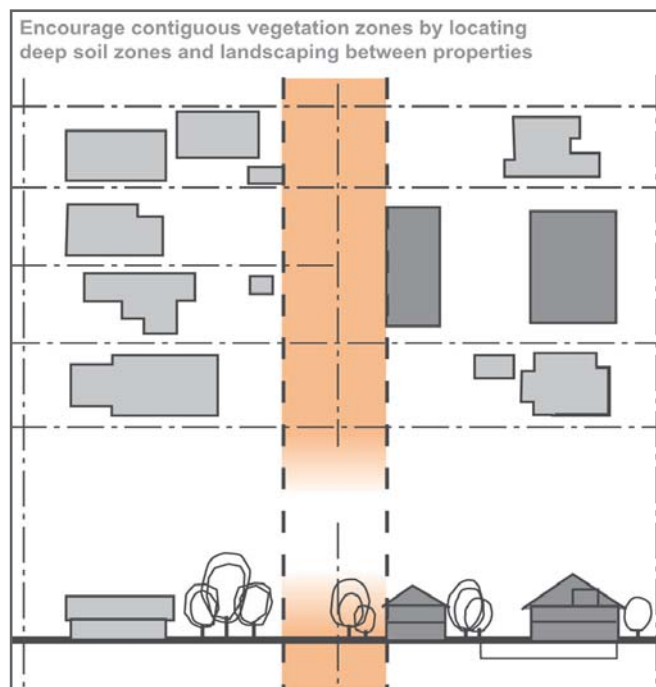 Encourage contiguous vegetation zones by locating
deep soil zones and landscaping between properties